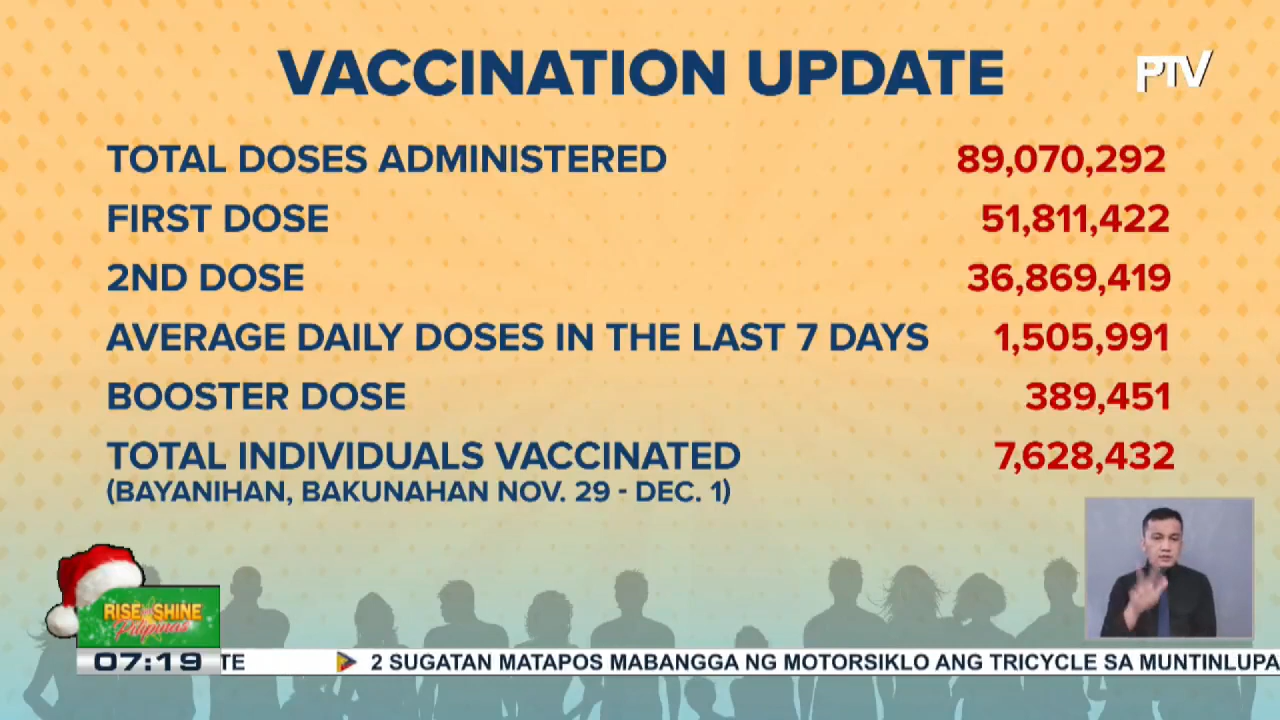 VACCINATION UPDATE
PTV
TOTAL DOSES ADMINISTERED 89,070,292
FIRST DOSE 51,811,422
2ND DOSE 36,869,419
AVERAGE DAILY DOSES IN THE LAST 7 DAYS 1,505,991
BOOSTER DOSE 389,451
TOTAL INDIVIDUALS VACCINATED 7,628,432
(BAYANIHAN, BAKUNAHAN NOV. 29 - DEC. 1)
RISE AND SHINE
Pilipinas
07:19 TE 2 SUGATAN MATAPOS MABANGGA NG MOTORSIKLO ANG TRICYCLE SA MUNTINLUPA